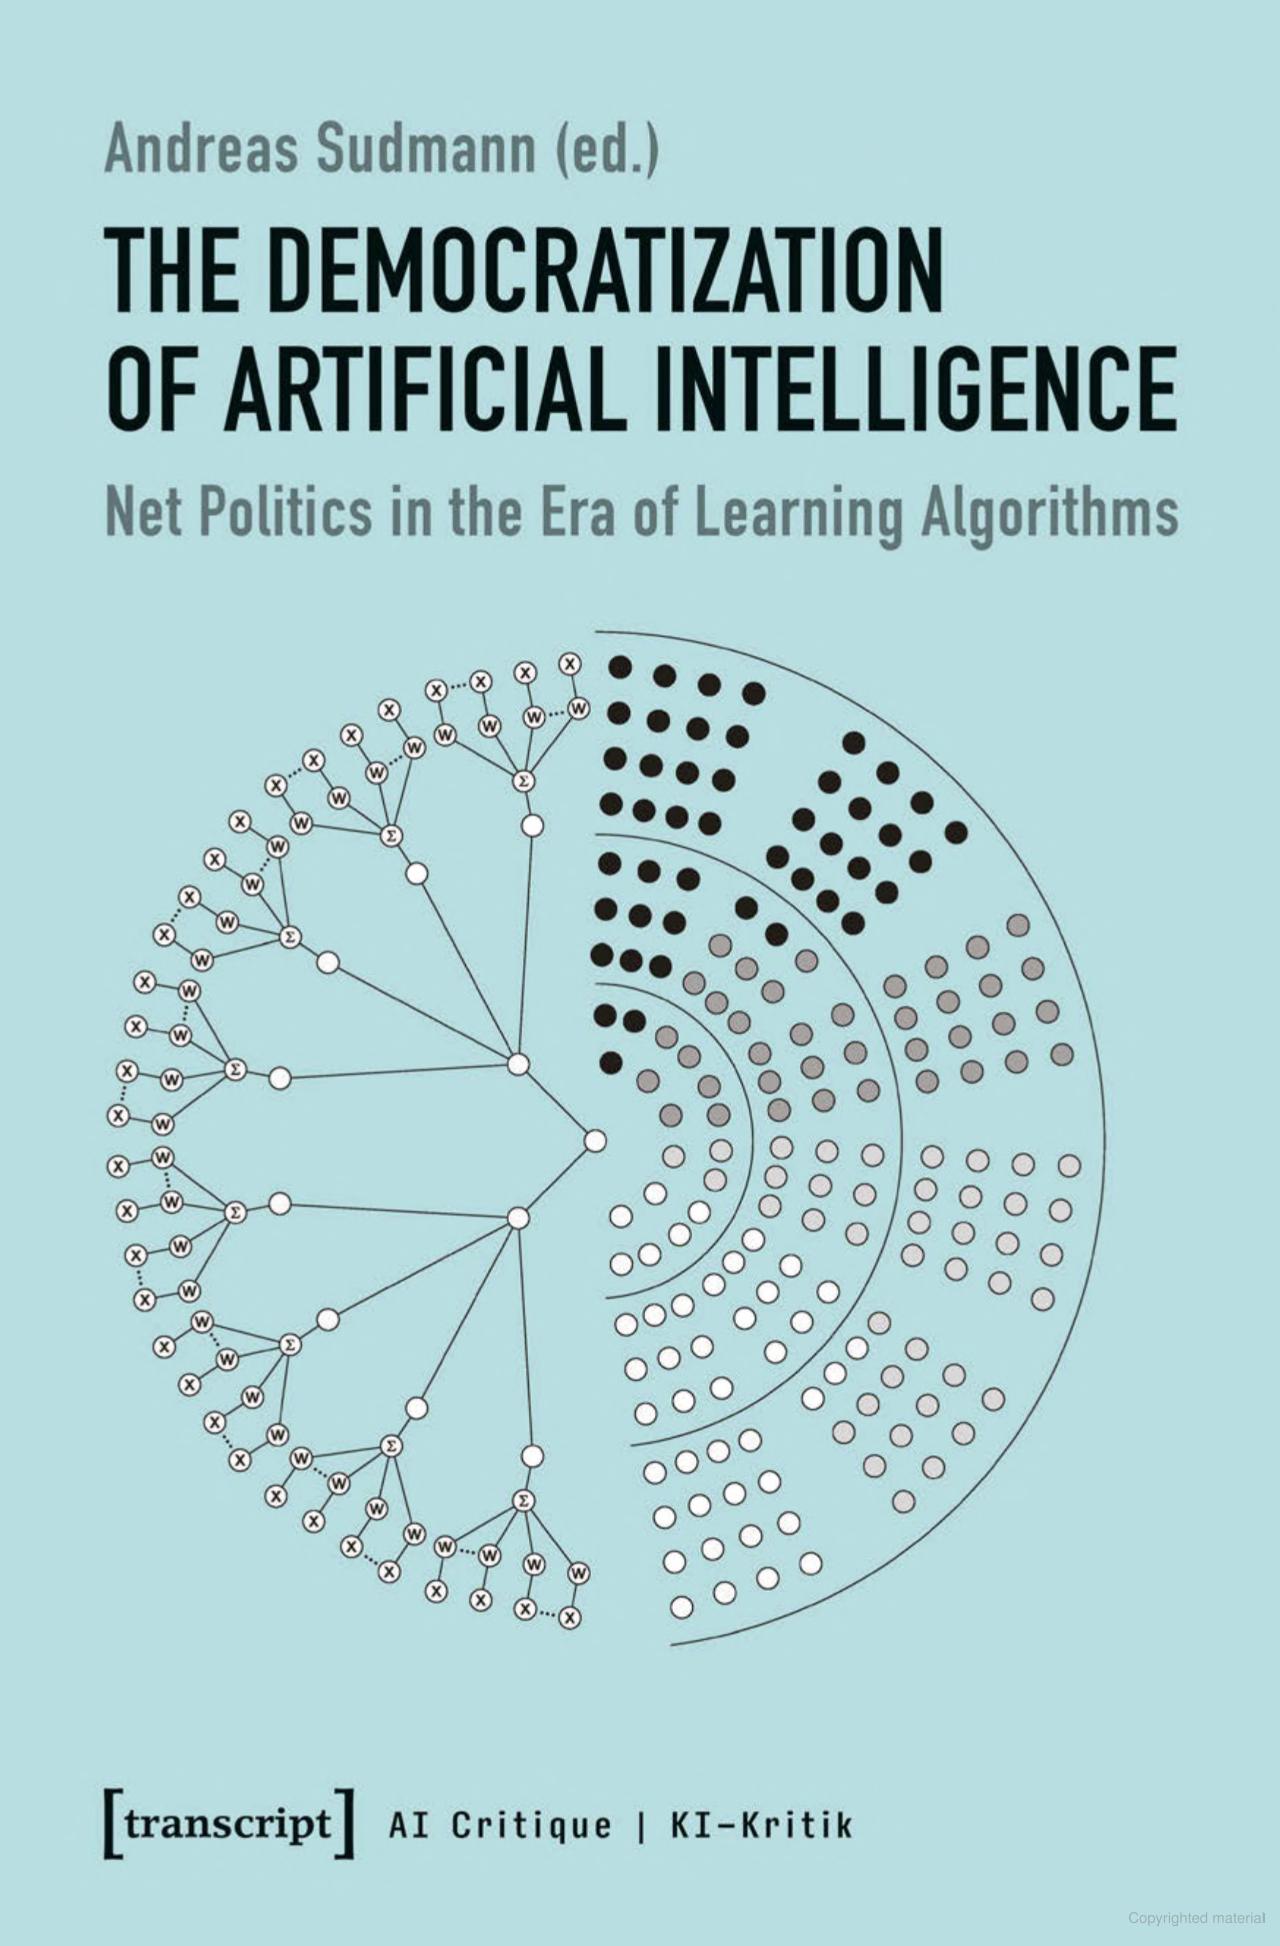 Andreas Sudmann (ed.)
THE DEMOCRATIZATION
OF ARTIFICIAL INTELLIGENCE
Net Politics in the Era of Learning Algorithms
X X X X
W W W W
Σ
X X X X
W W W W
Σ
X X X X
W W W W
Σ
X X X X
W W W W
Σ
X X X X
W W W W
Σ
X X X X
W W W W
Σ
X X X X
W W W W
Σ
X X X X
W W W W
Σ
[transcript] AI Critique | KI-Kritik
Copyrighted material